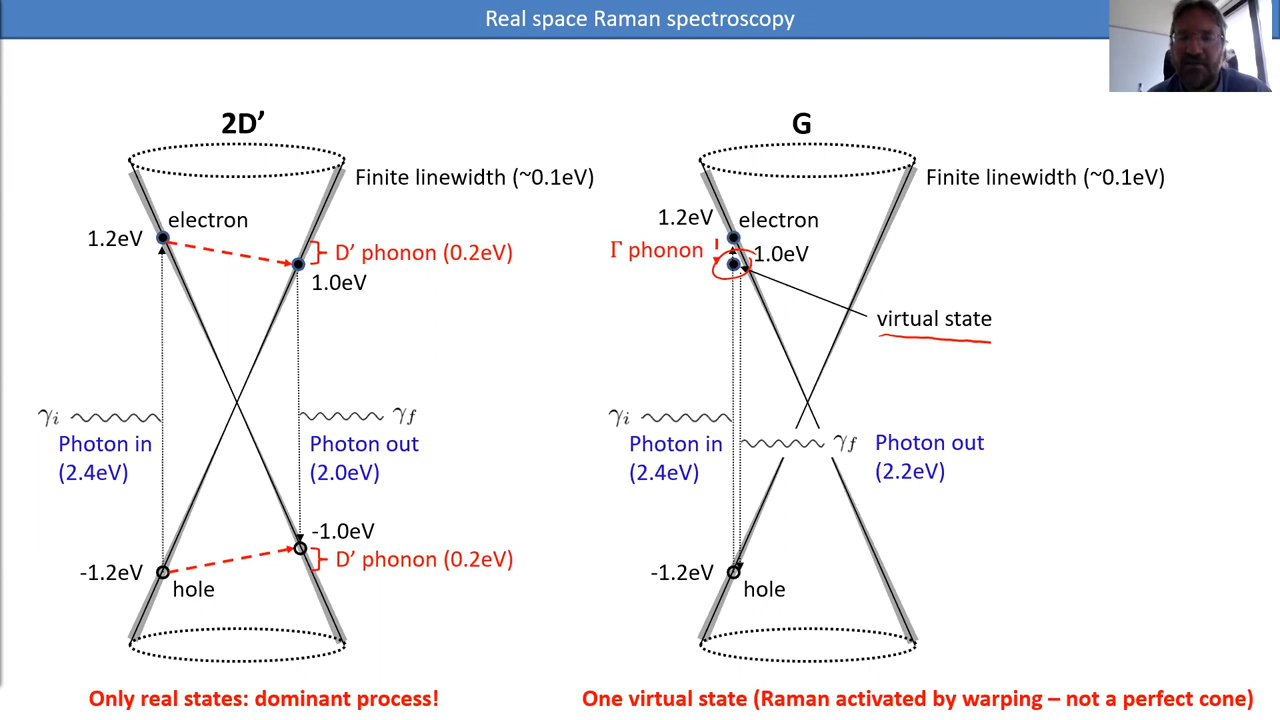 Real space Raman spectroscopy
2D’
Finite linewidth (~0.1eV)
electron
1.2eV
D’ phonon (0.2eV)
1.0eV
γi
γf
Photon in
(2.4eV)
Photon out
(2.0eV)
-1.0eV
D’ phonon (0.2eV)
-1.2eV
hole
Only real states: dominant process!
G
Finite linewidth (~0.1eV)
1.2eV
electron
Γ phonon
1.0eV
virtual state
γi
γf
Photon in
(2.4eV)
Photon out
(2.2eV)
-1.2eV
hole
One virtual state (Raman activated by warping – not a perfect cone)